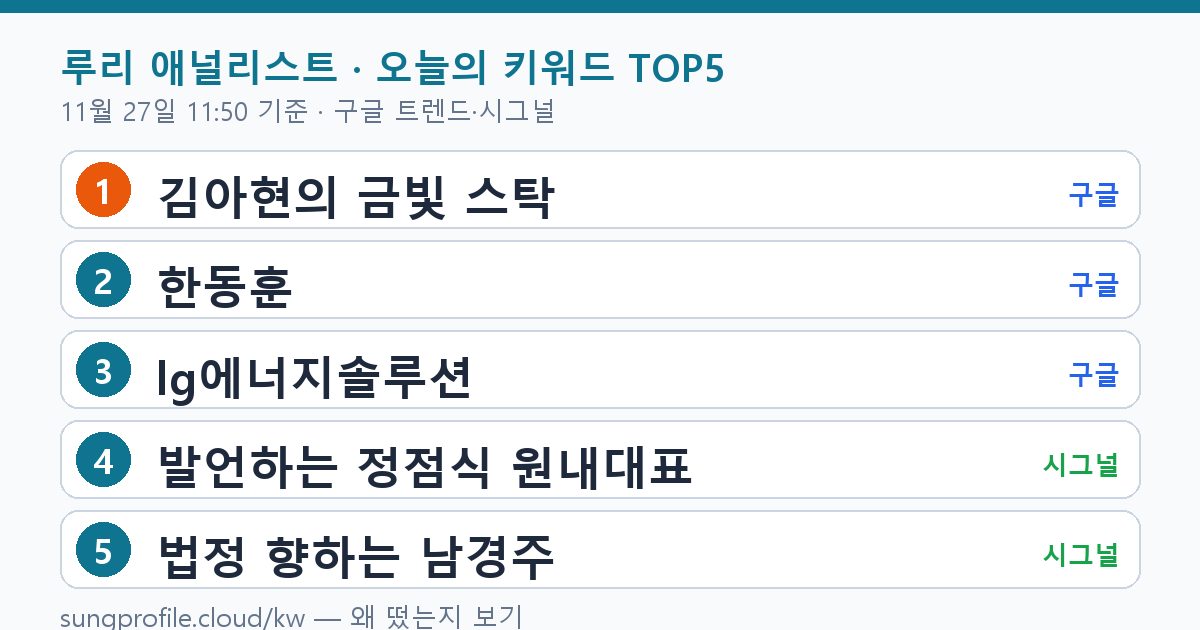 루리 애널리스트 · 오늘의 키워드 TOP5
11월 27일 11:50 기준 · 구글 트렌드·시그널
1 김아현의 금빛 스탁 구글
2 한동훈 구글
3 lg에너지솔루션 구글
4 발언하는 정점식 원내대표 시그널
5 법정 향하는 남경주 시그널
sungprofile.cloud/kw — 왜 떴는지 보기